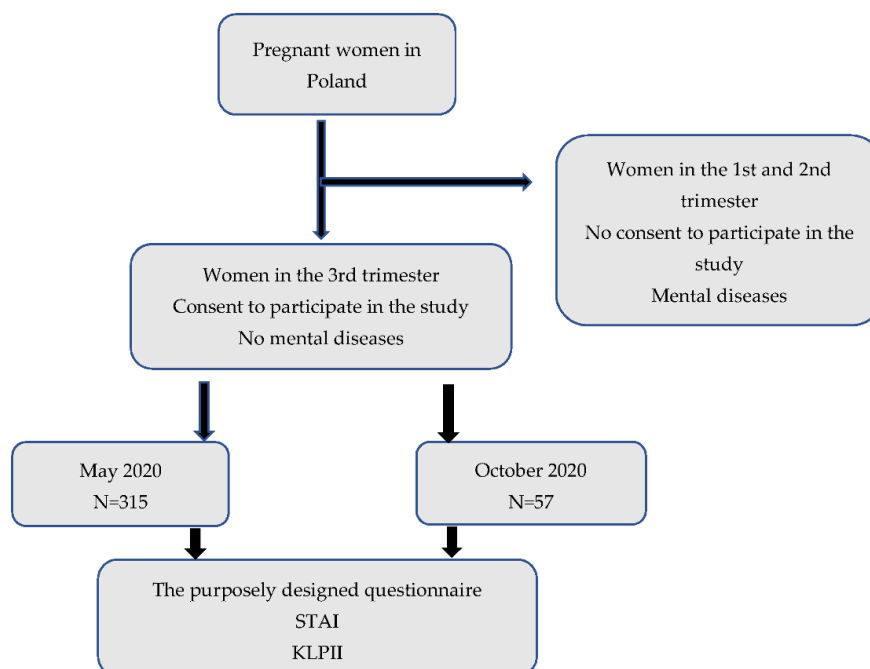 Pregnant women in
Poland
Women in the 1st and 2nd
trimester
No consent to participate in the
study
Mental diseases
Women in the 3rd trimester
Consent to participate in the study
No mental diseases
May 2020
N=315
October 2020
N=57
The purposely designed questionnaire
STAI
KLPII